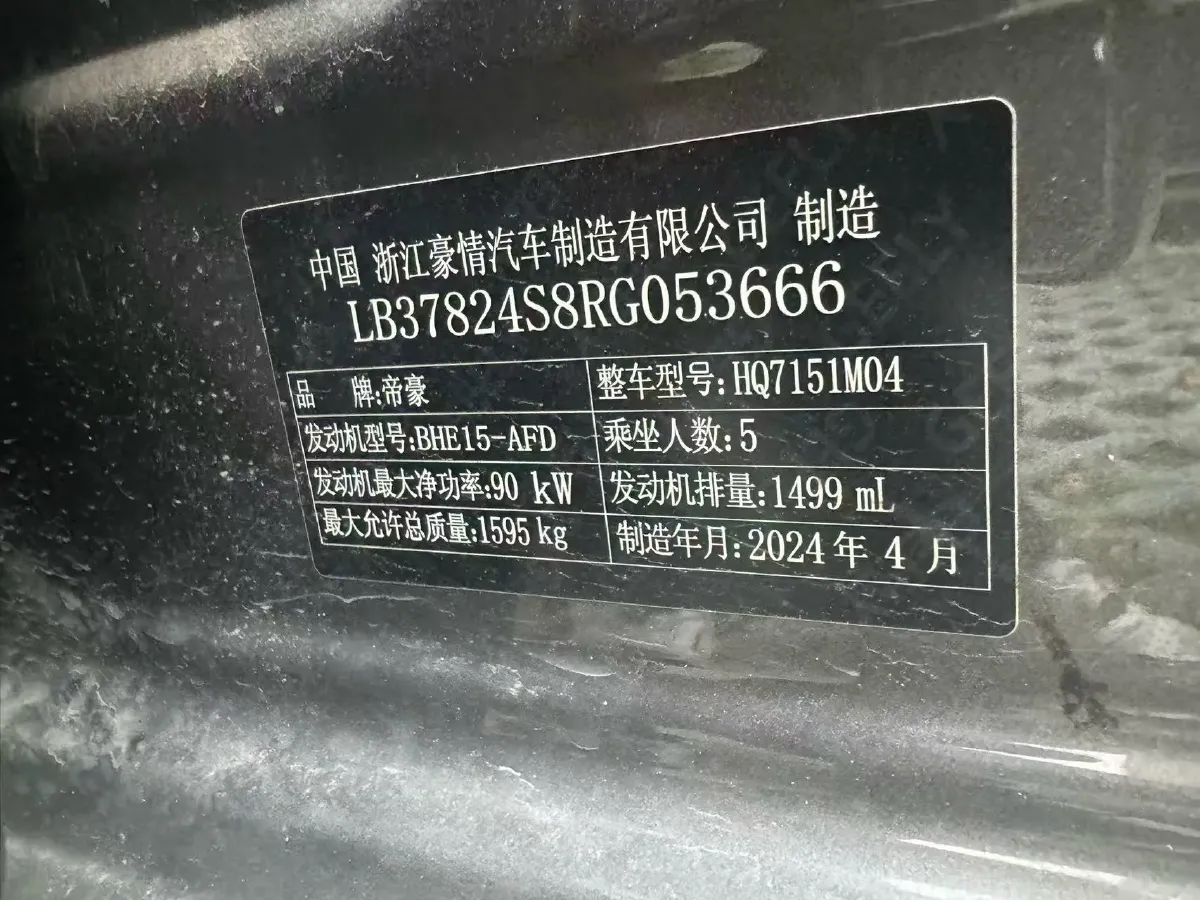 中国 浙江豪情汽车制造有限公司 制造
LB37824S8RG053666
品 牌:帝豪 整车型号:HQ7151M04
发动机型号:BHE15-AFD 乘坐人数:5
发动机最大净功率:90 kW 发动机排量:1499 mL
最大允许总质量:1595 kg 制造年月:2024 年 4 月